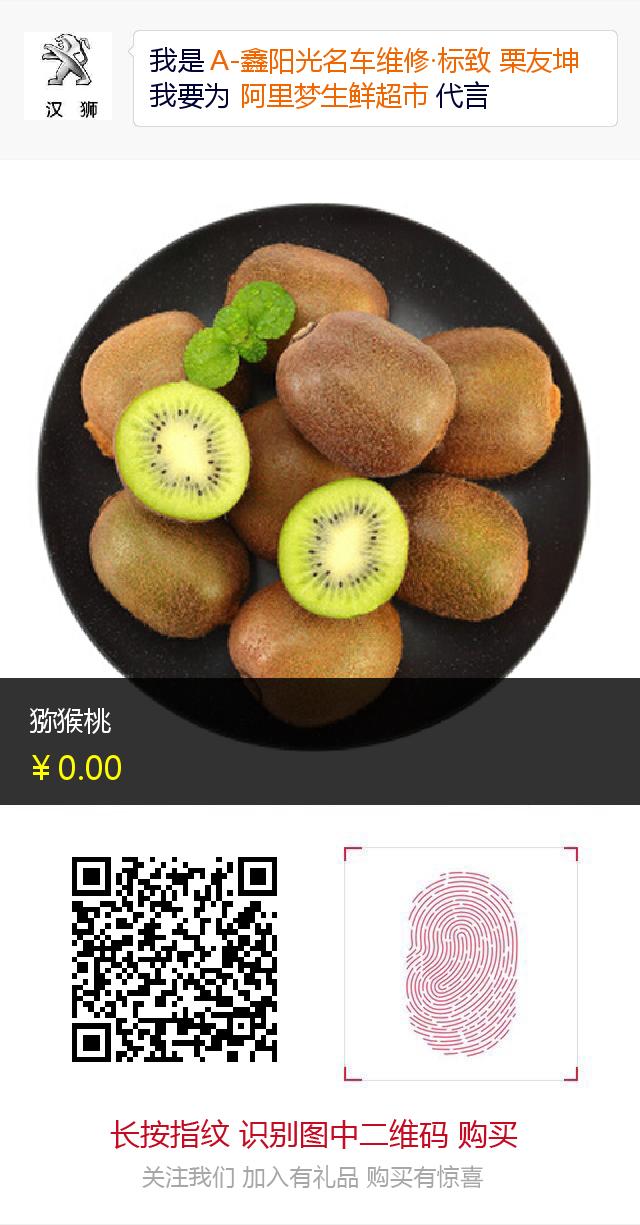 我是 A-鑫阳光名车维修·标致 栗友坤
我要为 阿里梦生鲜超市 代言
汉 狮
猕猴桃
￥0.00
长按指纹 识别图中二维码 购买
关注我们 加入有礼品 购买有惊喜